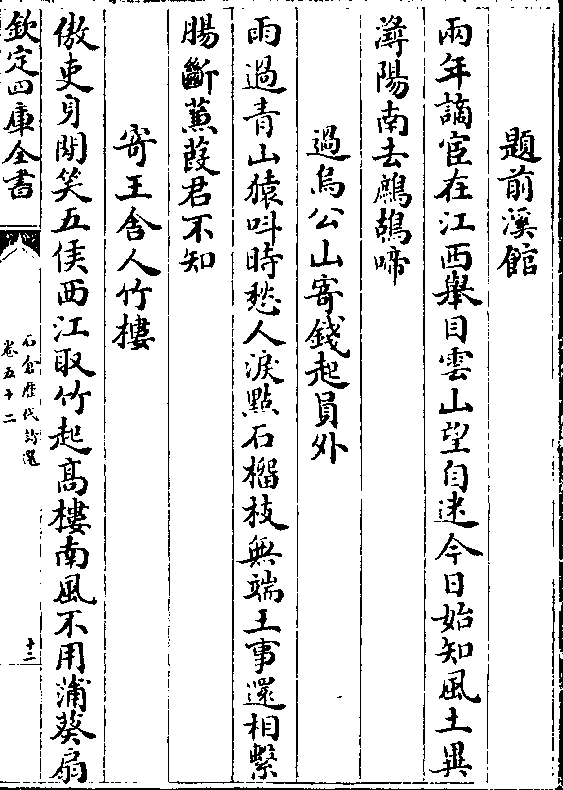 題前溪館
兩年謫宦在江西舉目雲山望自迷今日始知風土異
潯陽南去鷓鴣啼
過烏公山寄錢起員外
雨過青山猿叫時愁人淚點石榴枝無端王事還相繫
腸斷蒹葭君不知
寄王舍人竹樓
傲吏身閒笑五侯西江取竹起高樓南風不用蒲葵扇
欽定四庫全書
石倉歷代詩選
卷五十二
十三